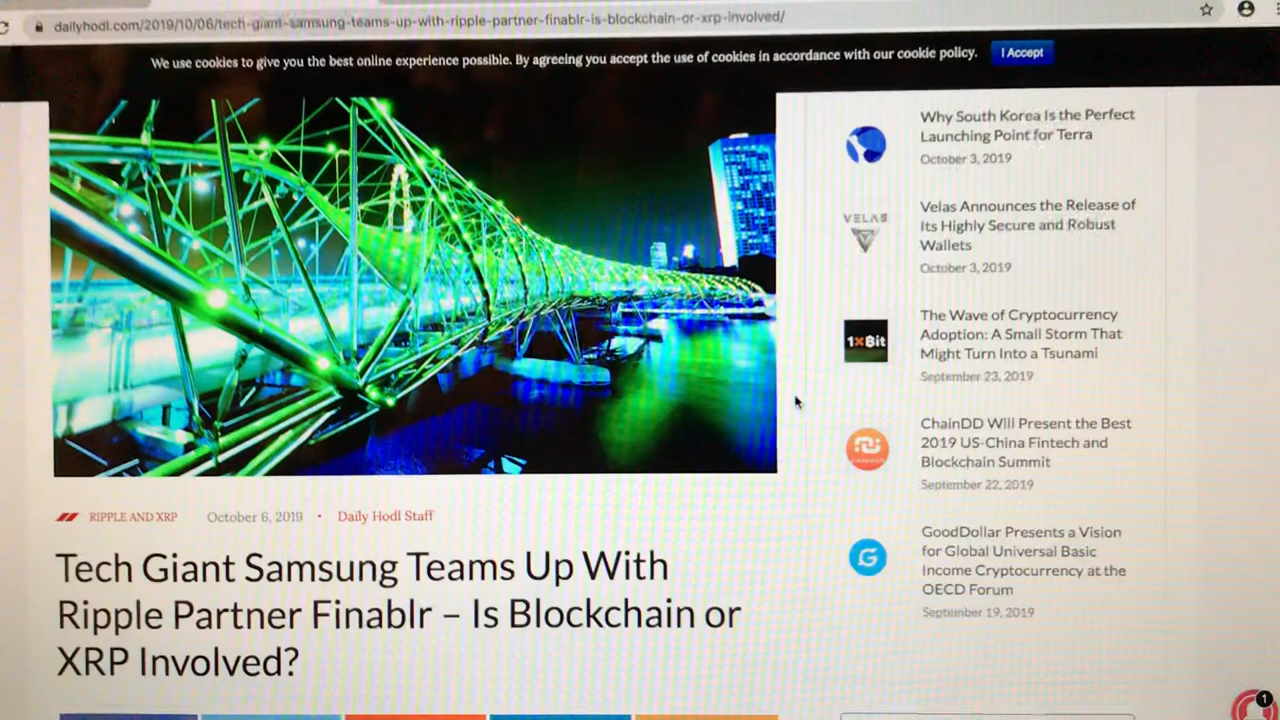 dailyhodl.com/2019/10/06/tech-giant-samsung-teams-up-with-ripple-partner-finablr-is-blockchain-or-xrp-involved/
We use cookies to give you the best online experience possible. By agreeing you accept the use of cookies in accordance with our cookie policy.
I Accept
Why South Korea Is the Perfect
Launching Point for Terra
October 3, 2019
VELAS
Velas Announces the Release of
Its Highly Secure and Robust
Wallets
October 3, 2019
1xBit
The Wave of Cryptocurrency
Adoption: A Small Storm That
Might Turn Into a Tsunami
September 23, 2019
ChainDD Will Present the Best
2019 US-China Fintech and
Blockchain Summit
September 22, 2019
GoodDollar Presents a Vision
for Global Universal Basic
Income Cryptocurrency at the
OECD Forum
September 19, 2019
RIPPLE AND XRP October 6, 2019 • Daily Hodl Staff
Tech Giant Samsung Teams Up With
Ripple Partner Finablr – Is Blockchain or
XRP Involved?
1